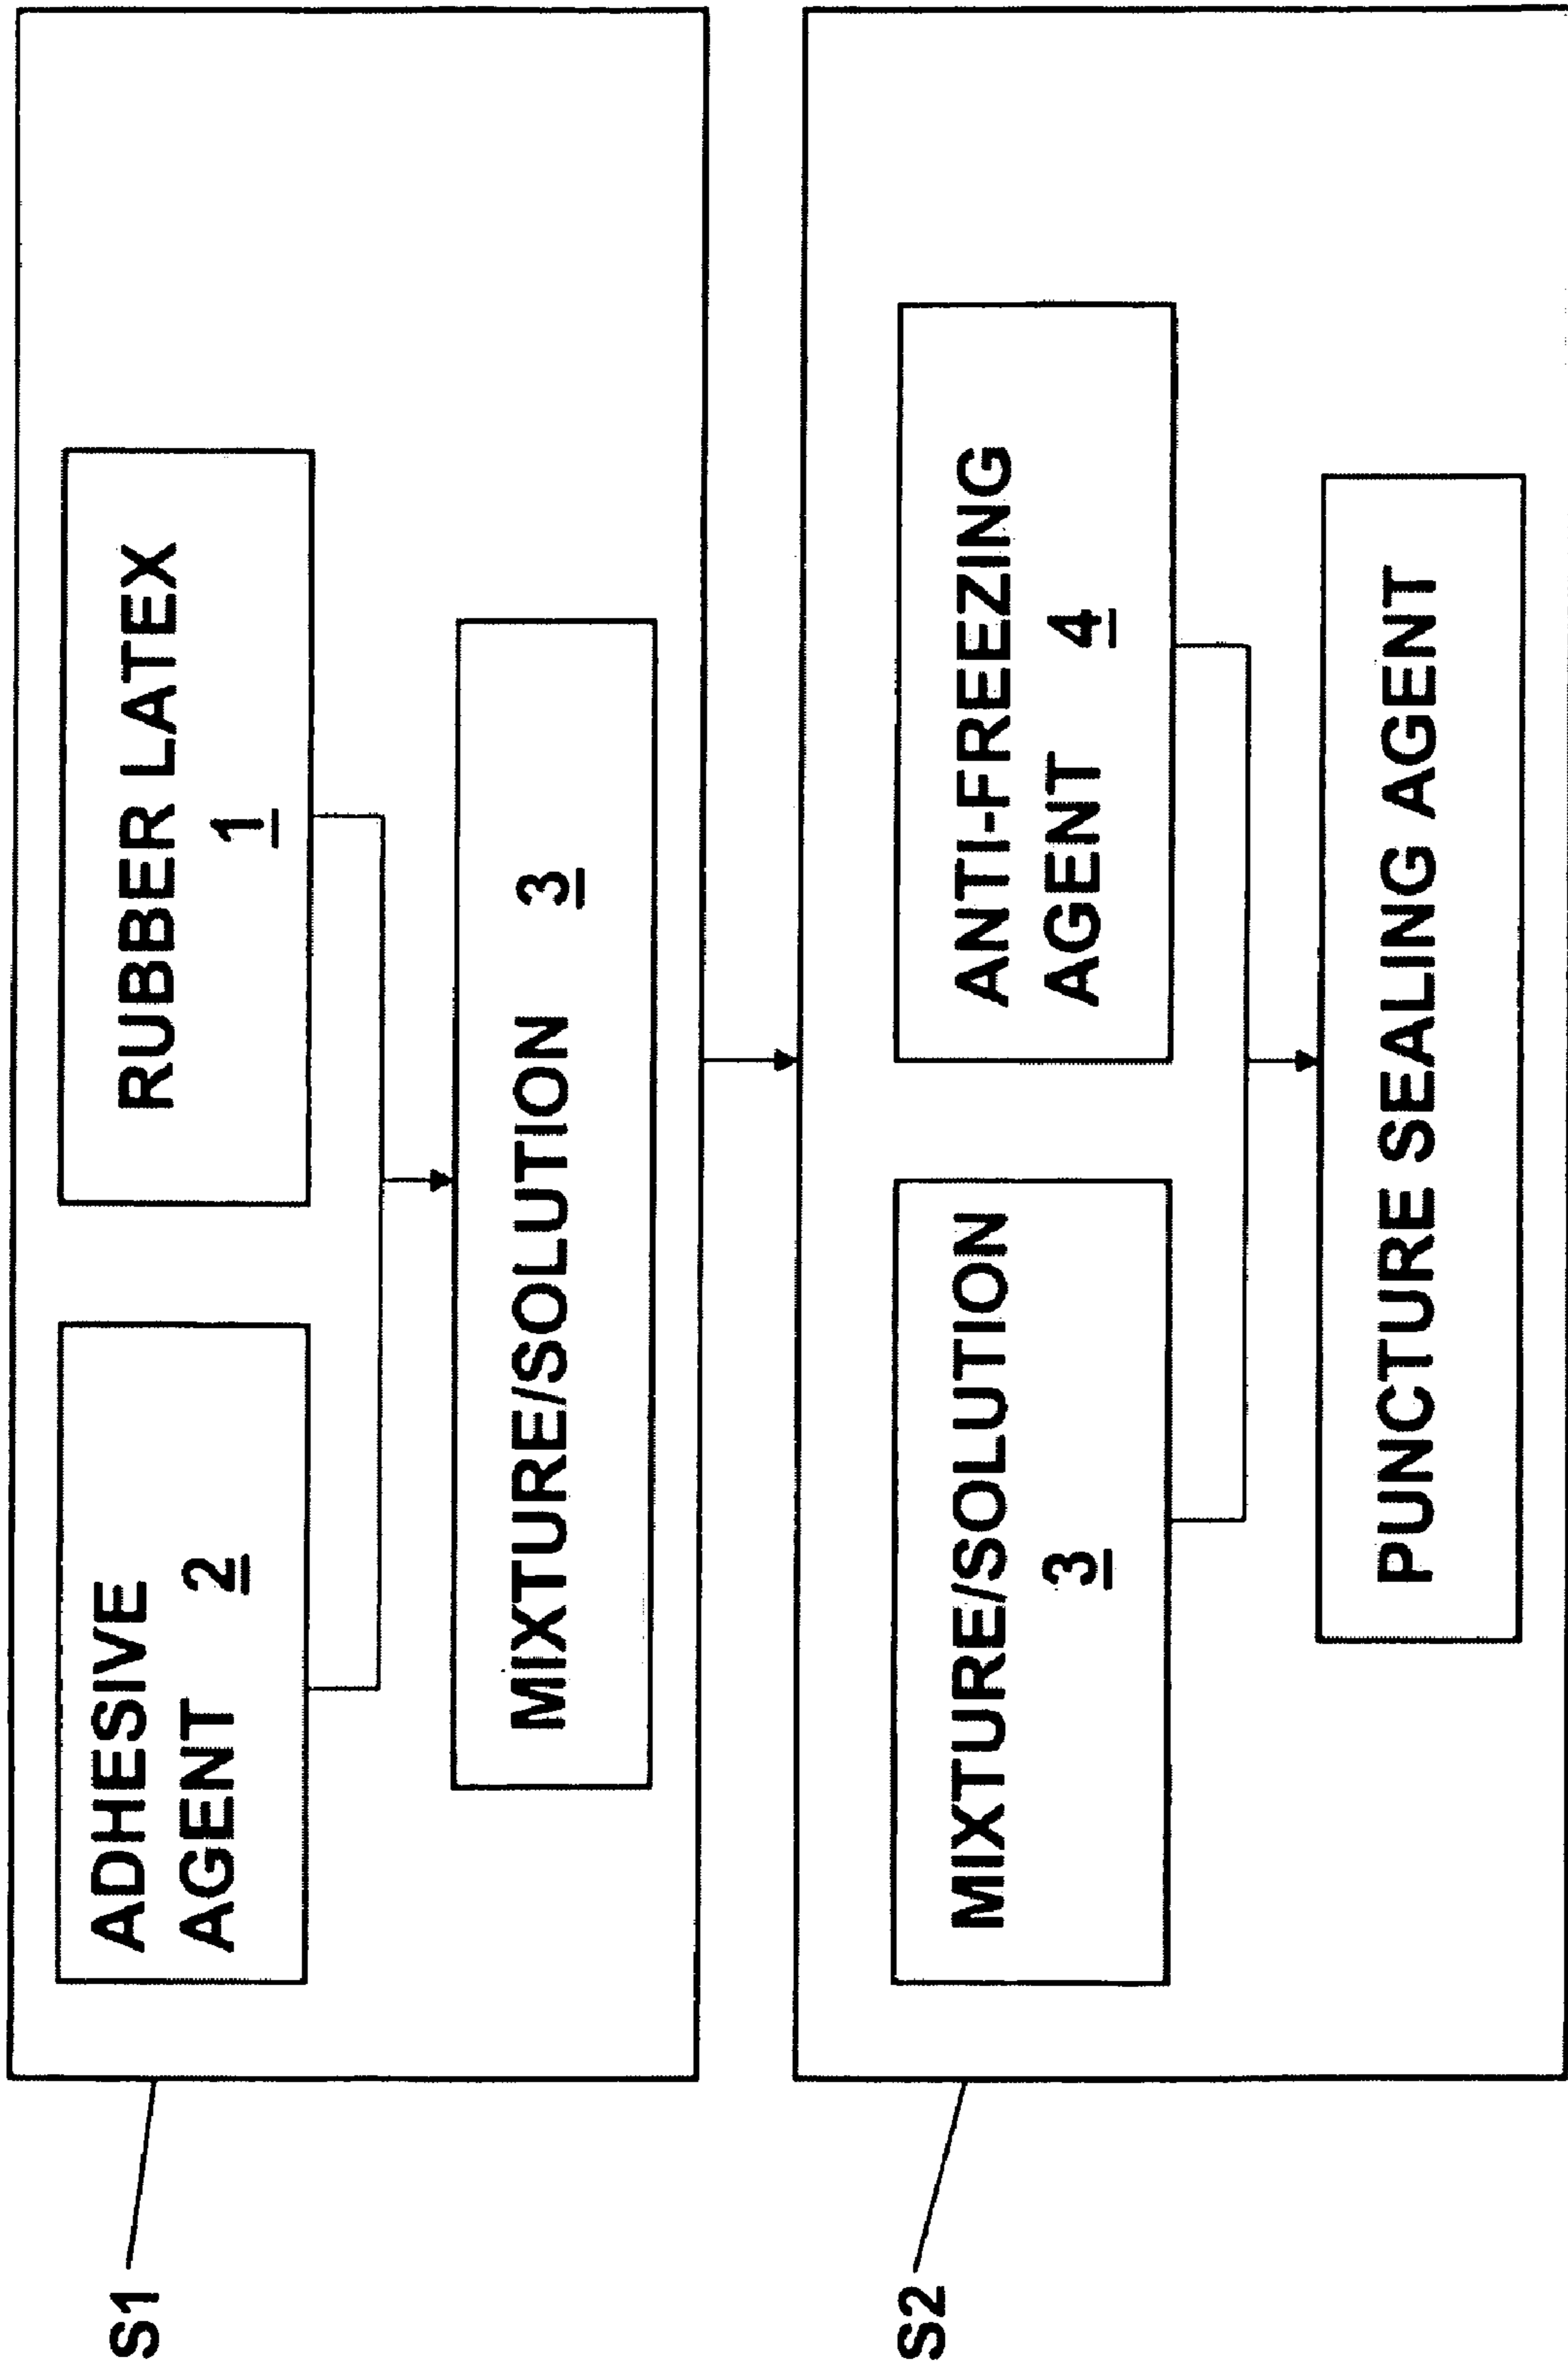 S1
ADHESIVE
AGENT 2
RUBBER LATEX
1
MIXTURE/SOLUTION 3
S2
MIXTURE/SOLUTION
3
ANTI-FREEZING
AGENT 4
PUNCTURE SEALING AGENT